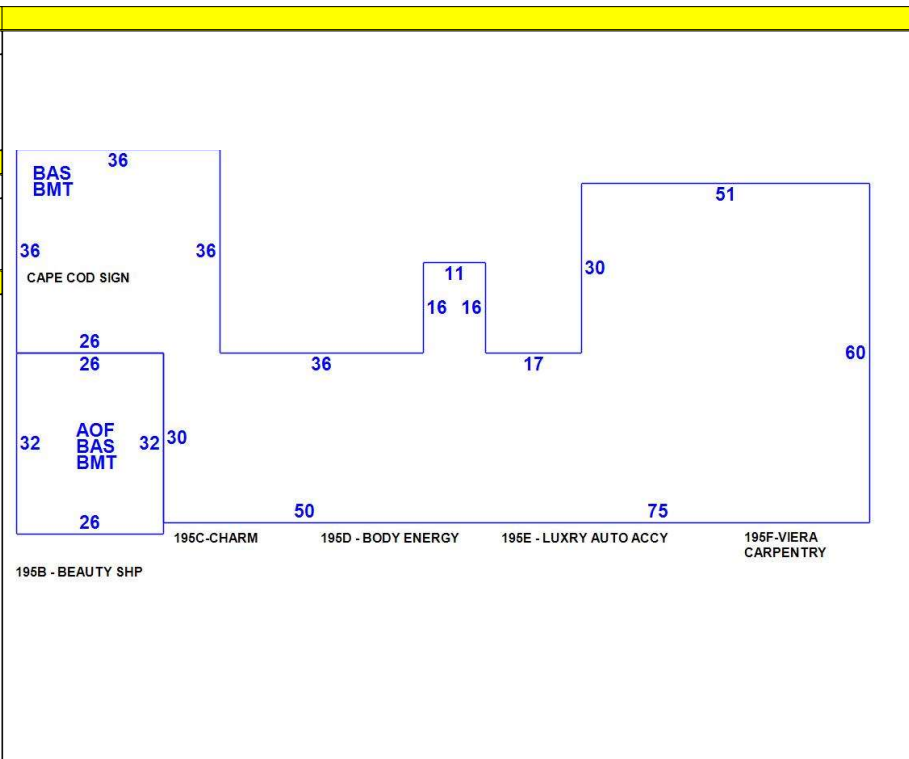 36
BAS
BMT
51
36
36
CAPE COD SIGN
11
30
16 16
26
26
36
17
60
AOF
BAS
BMT
32
32
30
26
50
75
195C-CHARM
195D - BODY ENERGY
195E - LUXRY AUTO ACCY
195F-VIERA
CARPENTRY
195B - BEAUTY SHP